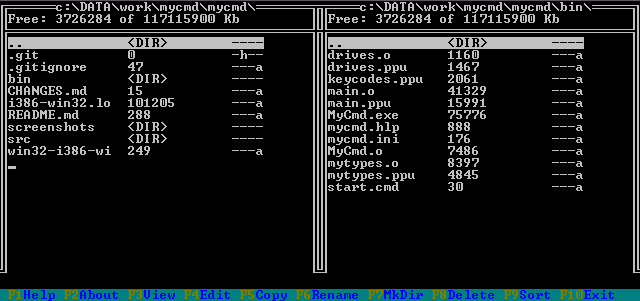 c:\DATA\work\mycmd\mycmd\
Free: 3726284 of 117115900 Kb
.. <DIR> ----
.git 0 -h--
.gitignore 47 ---a
bin <DIR> ----
CHANGES.md 15 ---a
i386-win32.lo 101205 ---a
README.md 288 ---a
screenshots <DIR> ----
src <DIR> ----
win32-i386-wi 249 ---a
c:\DATA\work\mycmd\mycmd\bin\
Free: 3726284 of 117115900 Kb
.. <DIR> ----
drives.o 1160 ---a
drives.ppu 1467 ---a
keycodes.ppu 2061 ---a
main.o 41329 ---a
main.ppu 15991 ---a
MyCmd.exe 75776 ---a
mycmd.hlp 888 ---a
mycmd.ini 176 ---a
MyCmd.o 7486 ---a
mytypes.o 8397 ---a
mytypes.ppu 4845 ---a
start.cmd 30 ---a
F1Help F2About F3View F4Edit F5Copy F6Rename F7MkDir F8Delete F9Sort F10Exit